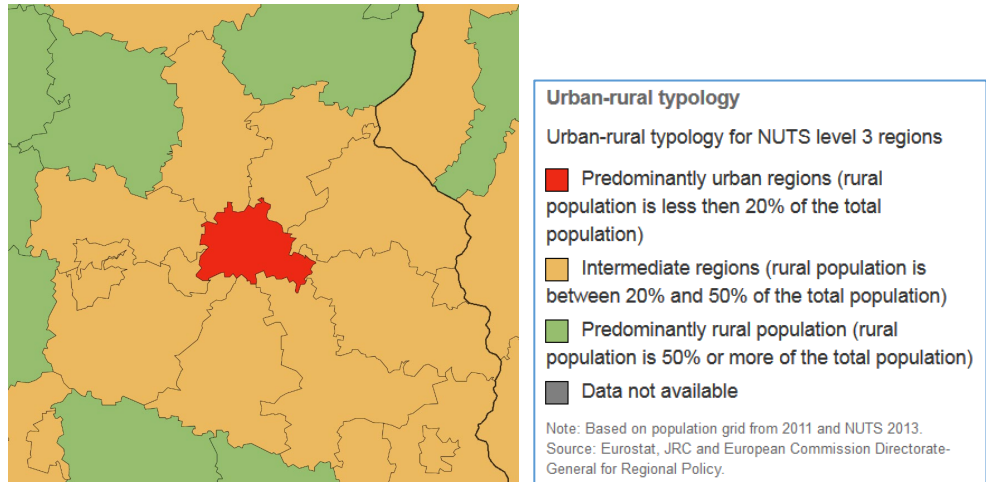 Urban-rural typology
Urban-rural typology for NUTS level 3 regions
Predominantly urban regions (rural
population is less then 20% of the total
population)
Intermediate regions (rural population is
between 20% and 50% of the total population)
Predominantly rural population (rural
population is 50% or more of the total population)
Data not available
Note: Based on population grid from 2011 and NUTS 2013.
Source: Eurostat, JRC and European Commission Directorate-
General for Regional Policy.